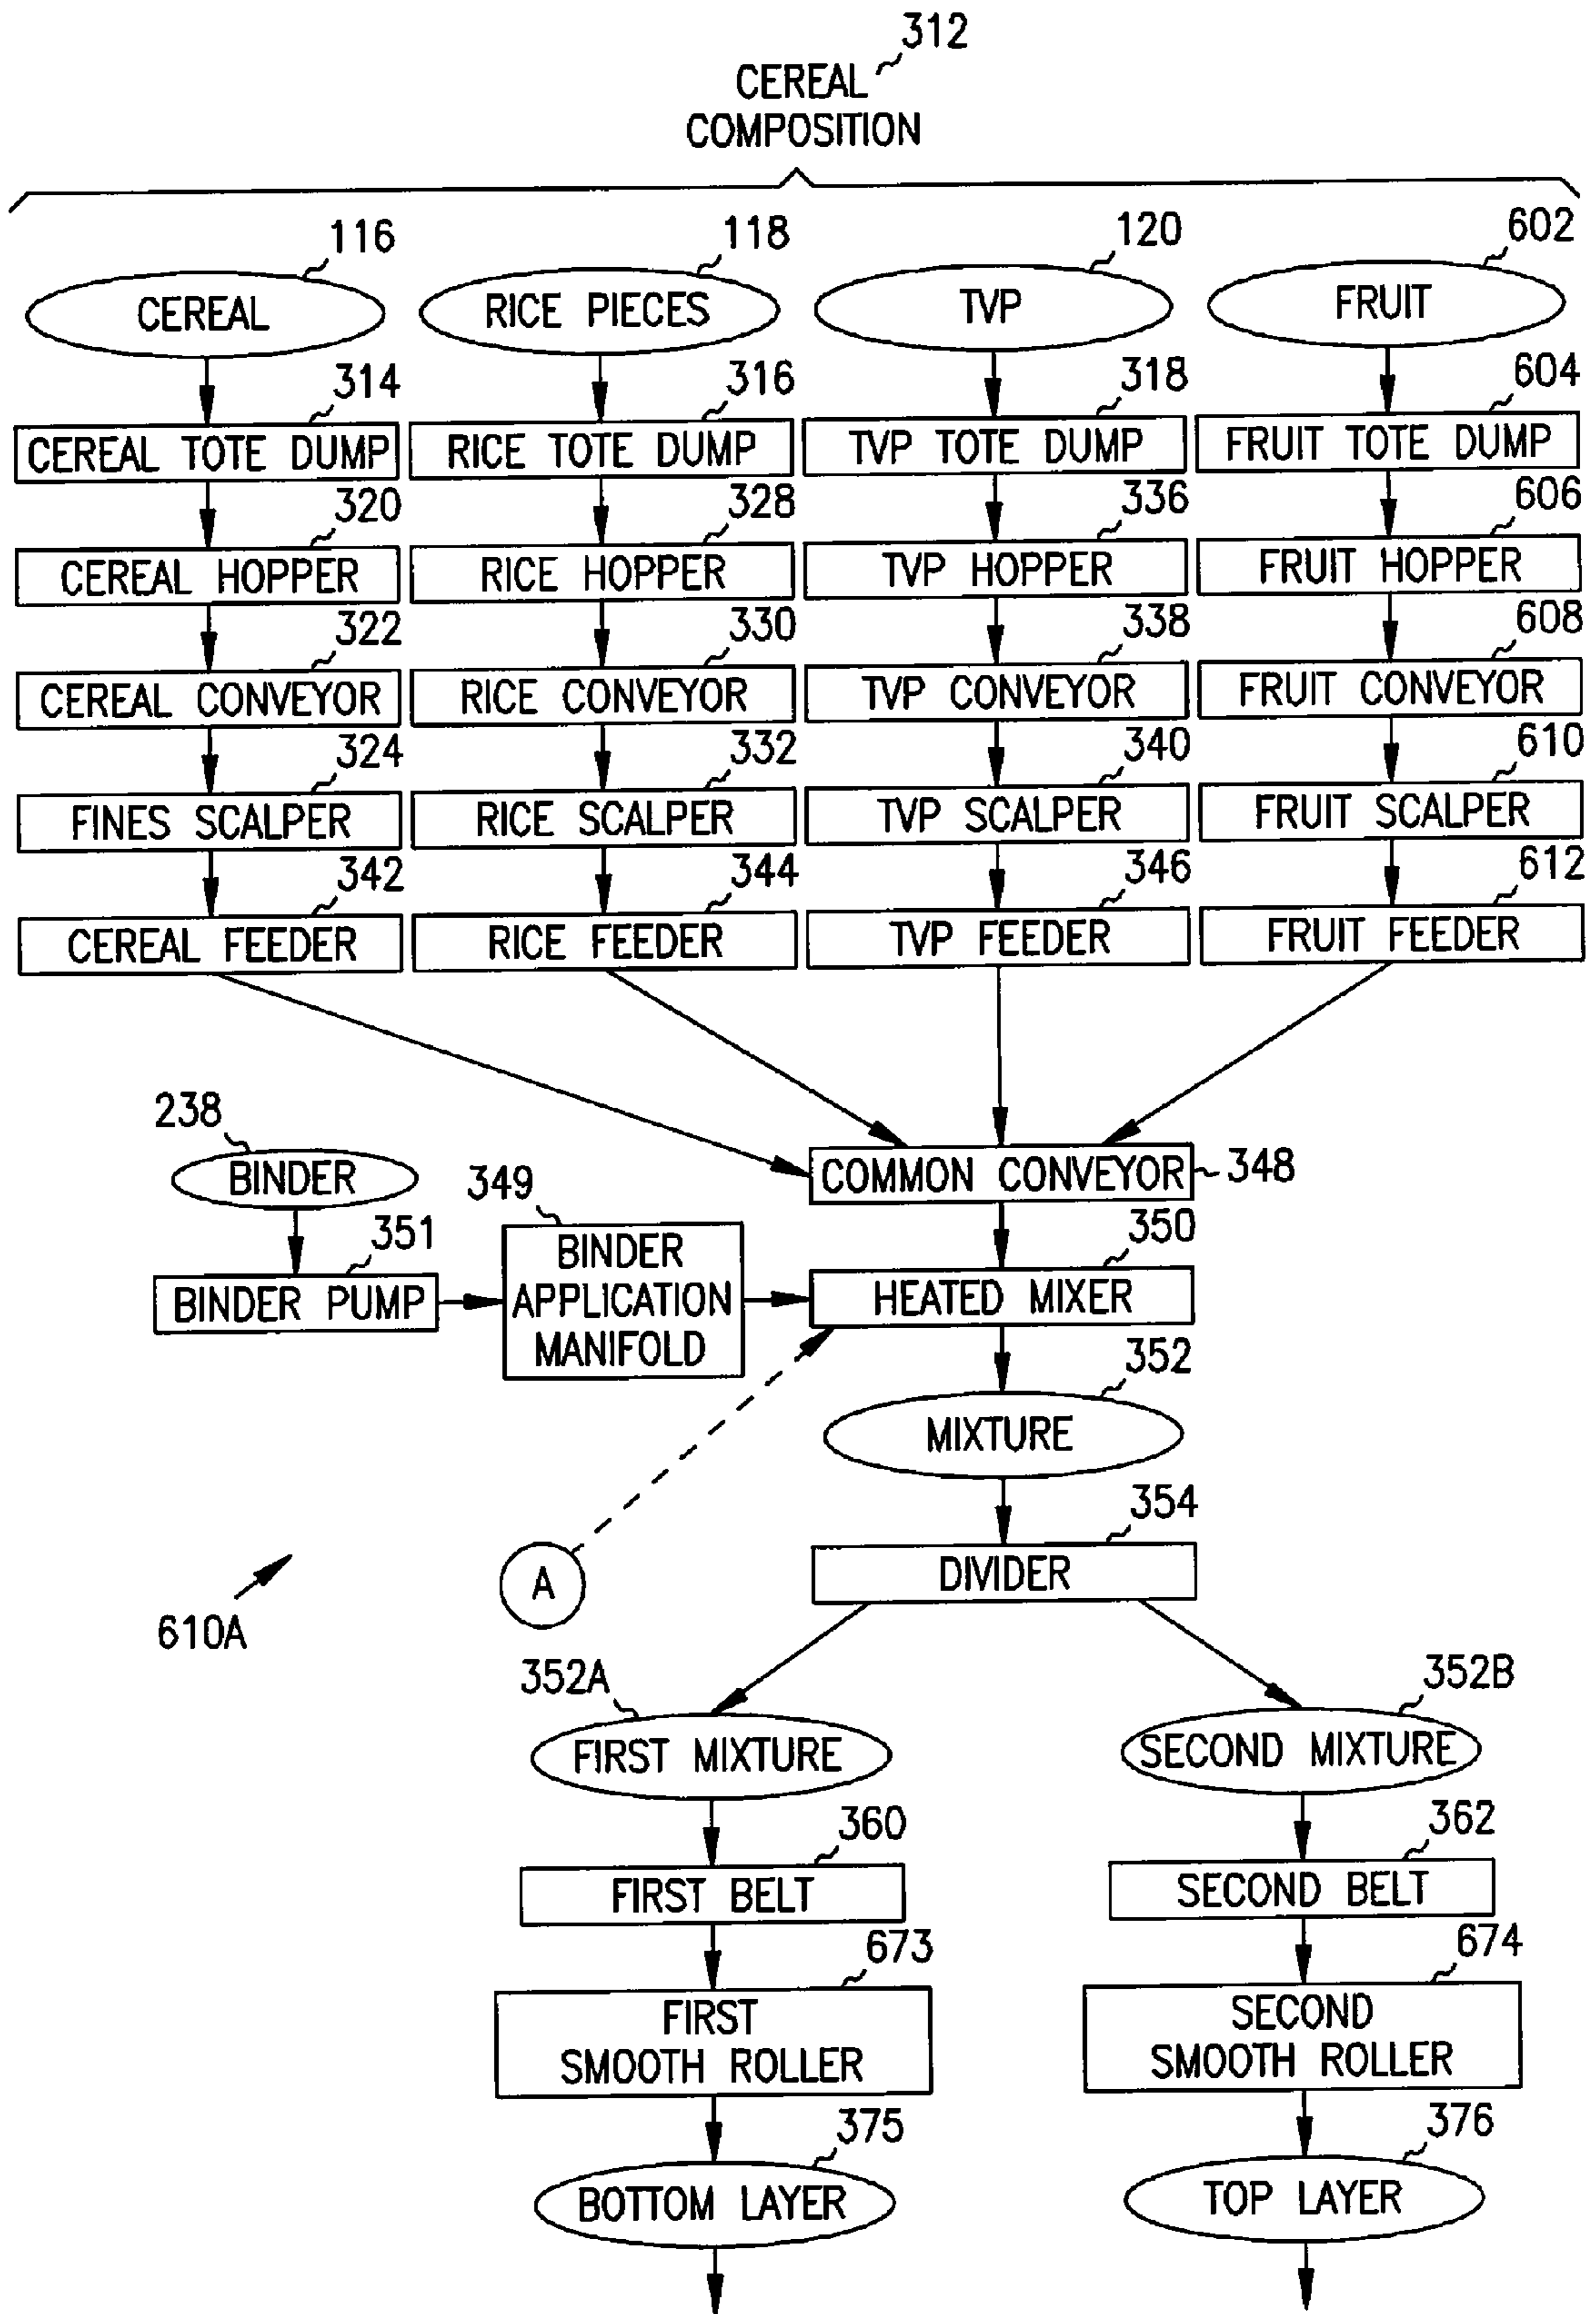 312
CEREAL
COMPOSITION
116
118
120
602
CEREAL
RICE PIECES
TVP
FRUIT
314
316
318
604
CEREAL TOTE DUMP
RICE TOTE DUMP
TVP TOTE DUMP
FRUIT TOTE DUMP
320
328
336
606
CEREAL HOPPER
RICE HOPPER
TVP HOPPER
FRUIT HOPPER
322
330
338
608
CEREAL CONVEYOR
RICE CONVEYOR
TVP CONVEYOR
FRUIT CONVEYOR
324
332
340
610
FINES SCALPER
RICE SCALPER
TVP SCALPER
FRUIT SCALPER
342
344
346
612
CEREAL FEEDER
RICE FEEDER
TVP FEEDER
FRUIT FEEDER
238
BINDER
349
COMMON CONVEYOR
348
351
350
BINDER PUMP
BINDER
APPLICATION
MANIFOLD
HEATED MIXER
352
MIXTURE
354
A
DIVIDER
610A
352A
352B
FIRST MIXTURE
SECOND MIXTURE
360
362
FIRST BELT
SECOND BELT
673
674
FIRST
SMOOTH ROLLER
SECOND
SMOOTH ROLLER
375
376
BOTTOM LAYER
TOP LAYER